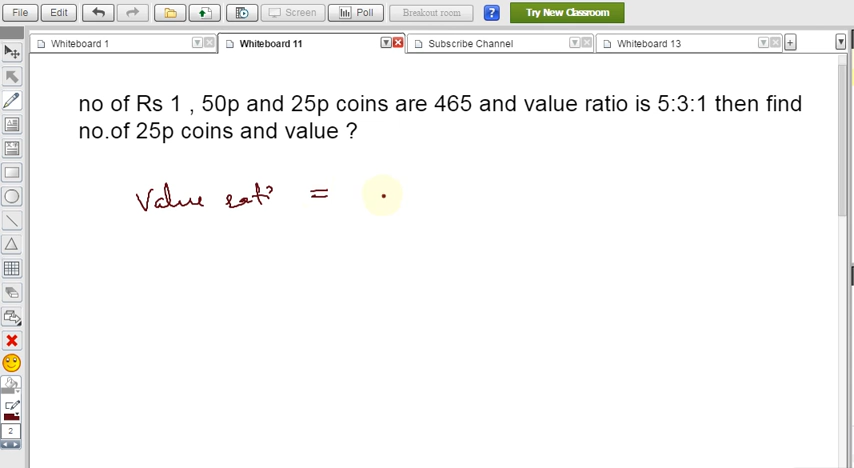 File Edit Screen Poll Breakout room ? Try New Classroom
Whiteboard 1 Whiteboard 11 Subscribe Channel Whiteboard 13 +
no of Rs 1 , 50p and 25p coins are 465 and value ratio is 5:3:1 then find
no.of 25p coins and value ?
Value rati =
2